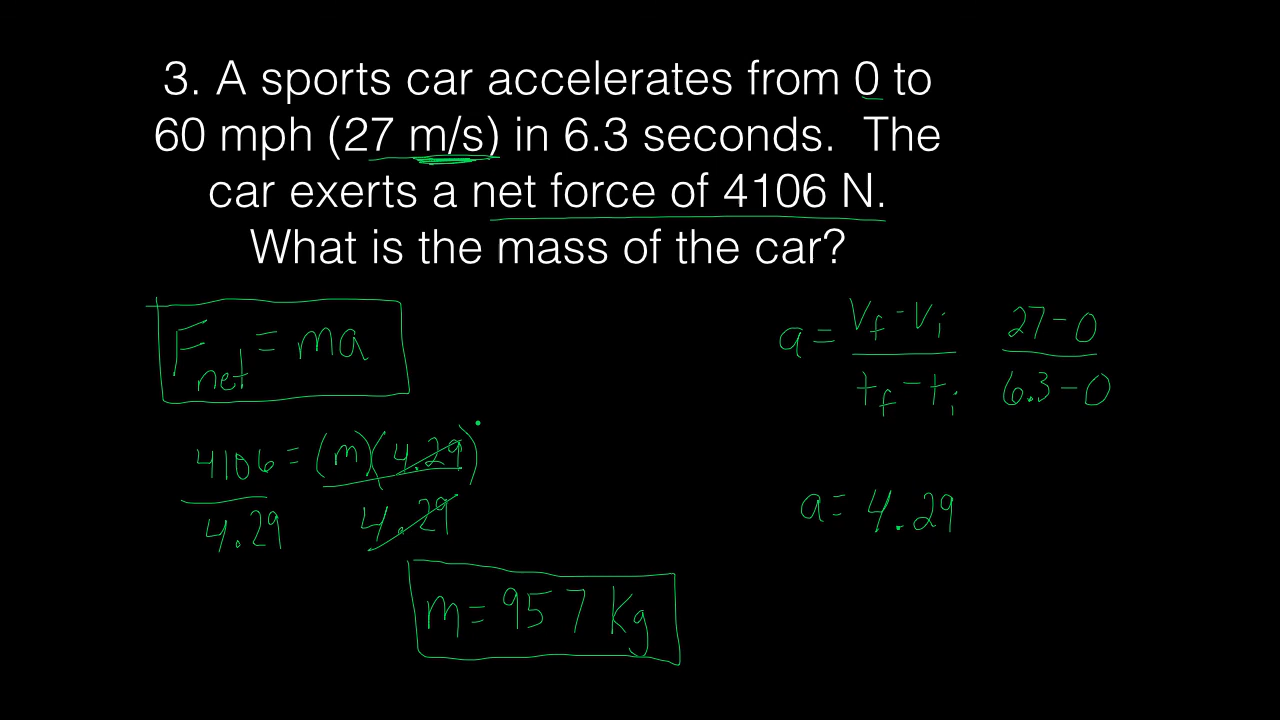 3. A sports car accelerates from 0 to
60 mph (27 m/s) in 6.3 seconds. The
car exerts a net force of 4106 N.
What is the mass of the car?
Fnet = ma
4106 = (m)(4.29)
4.29 4.29
m = 957 Kg
a = Vf - Vi 27 - 0
tf - ti 6.3 - 0
a = 4.29